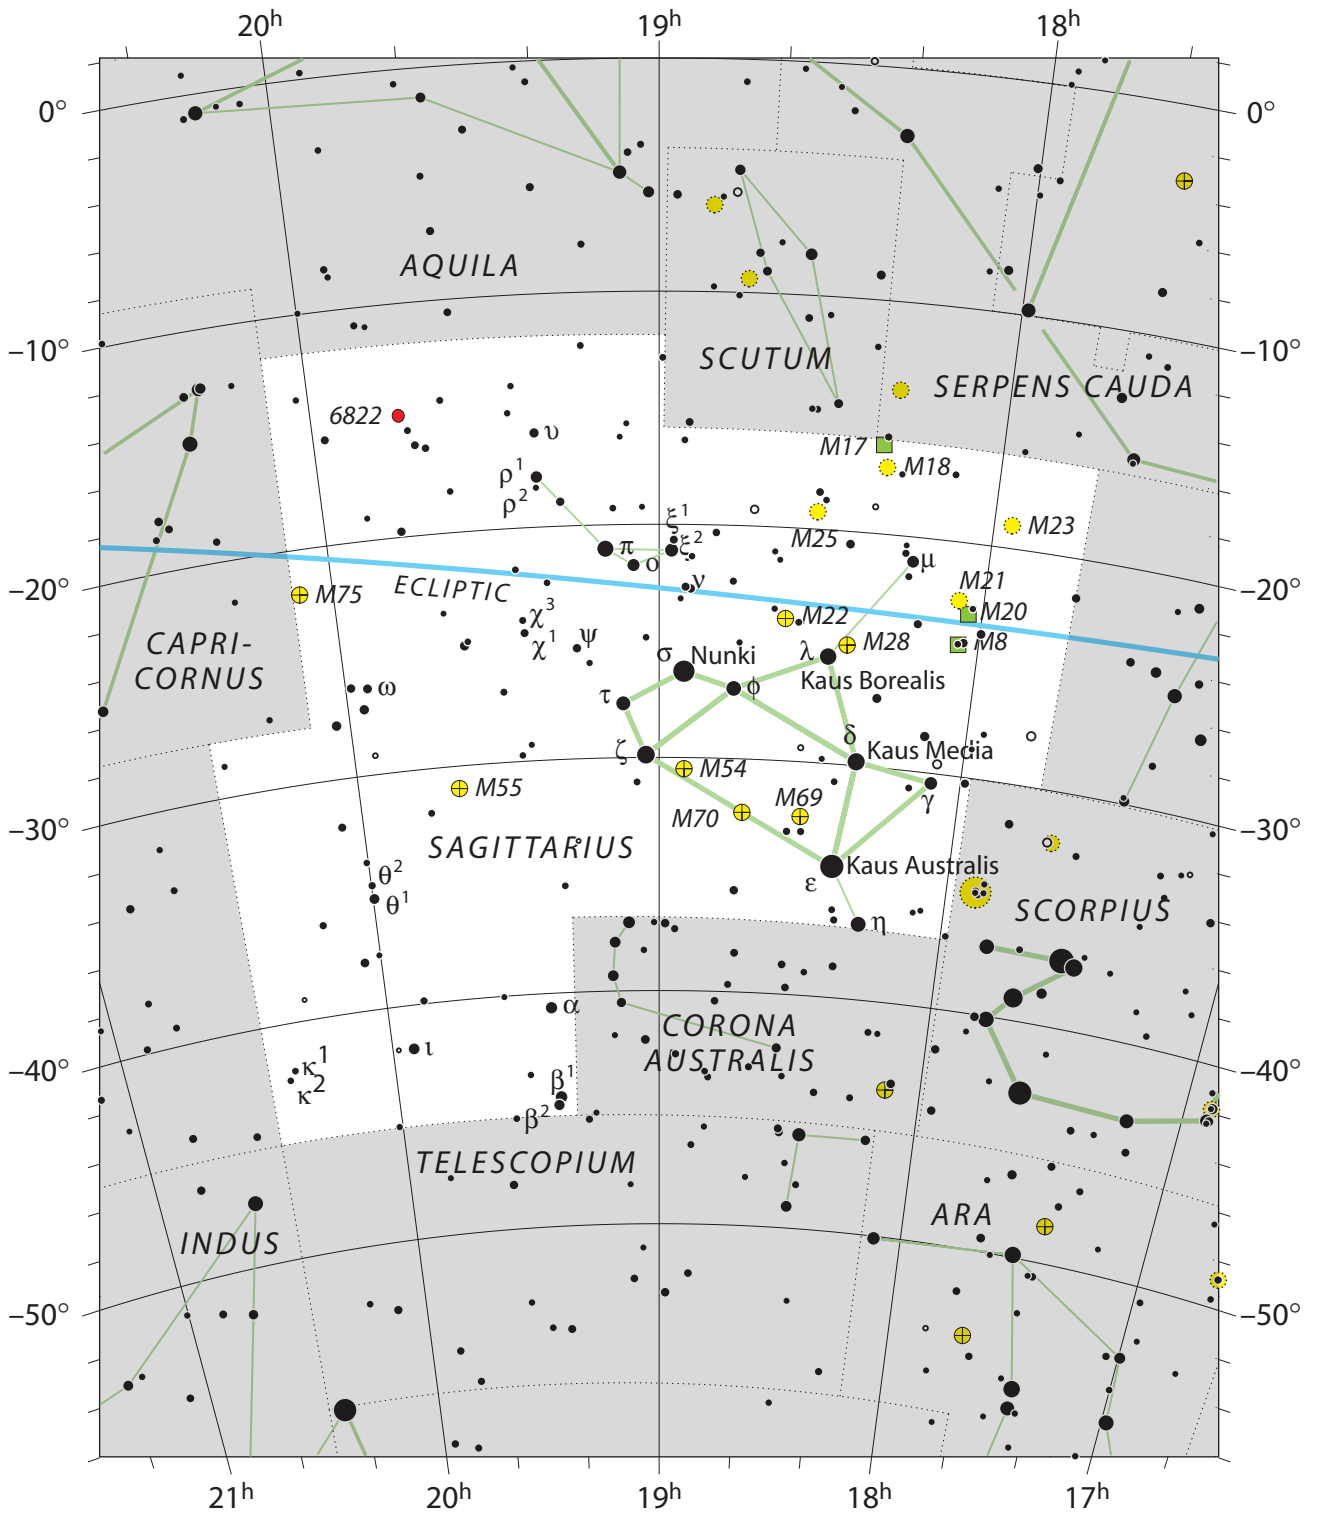 20h 19h 18h
0° 0°
AQUILA
−10° −10°
SCUTUM
SERPENS CAUDA
6822
υ
M17
M18
ρ1
ρ2
M23
ξ1
M25
π
ξ2
ο
μ
ν
M21
−20° −20°
ECLIPTIC
M75
M20
χ3
M22
CAPRI-
CORNUS
χ1
ψ
M28
M8
σ Nunki
λ
Kaus Borealis
τ
ω
ϕ
δ
ζ
Kaus Media
M54
M55
M69
γ
M70
−30° −30°
SAGITTARIUS
Kaus Australis
ε
θ2
θ1
SCORPIUS
η
α
CORONA
AUSTRALIS
ι
κ1
κ2
−40° −40°
β1
β2
TELESCOPIUM
ARA
INDUS
−50° −50°
21h 20h 19h 18h 17h